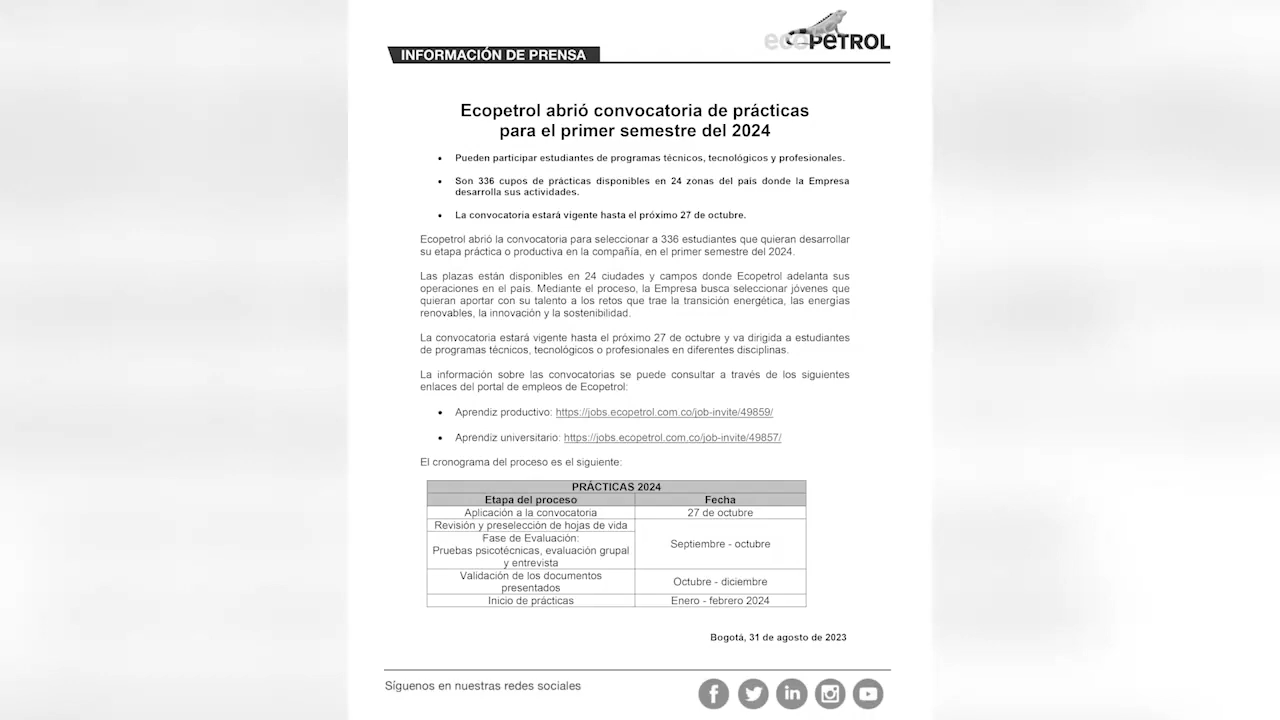 ecoPETROL
INFORMACIÓN DE PRENSA
Ecopetrol abrió convocatoria de prácticas
para el primer semestre del 2024
• Pueden participar estudiantes de programas técnicos, tecnológicos y profesionales.
• Son 336 cupos de prácticas disponibles en 24 zonas del país donde la Empresa
desarrolla sus actividades.
• La convocatoria estará vigente hasta el próximo 27 de octubre.
Ecopetrol abrió la convocatoria para seleccionar a 336 estudiantes que quieran desarrollar
su etapa práctica o productiva en la compañía, en el primer semestre del 2024.
Las plazas están disponibles en 24 ciudades y campos donde Ecopetrol adelanta sus
operaciones en el país. Mediante el proceso, la Empresa busca seleccionar jóvenes que
quieran aportar con su talento a los retos que trae la transición energética, las energías
renovables, la innovación y la sostenibilidad.
La convocatoria estará vigente hasta el próximo 27 de octubre y va dirigida a estudiantes
de programas técnicos, tecnológicos o profesionales en diferentes disciplinas.
La información sobre las convocatorias se puede consultar a través de los siguientes
enlaces del portal de empleos de Ecopetrol:
• Aprendiz productivo: https://jobs.ecopetrol.com.co/job-invite/49859/
• Aprendiz universitario: https://jobs.ecopetrol.com.co/job-invite/49857/
El cronograma del proceso es el siguiente:
PRÁCTICAS 2024
Etapa del proceso Fecha
Aplicación a la convocatoria 27 de octubre
Revisión y preselección de hojas de vida
Fase de Evaluación:
Pruebas psicotécnicas, evaluación grupal
y entrevista
Septiembre - octubre
Validación de los documentos
presentados
Octubre - diciembre
Inicio de prácticas Enero - febrero 2024
Bogotá, 31 de agosto de 2023
Síguenos en nuestras redes sociales